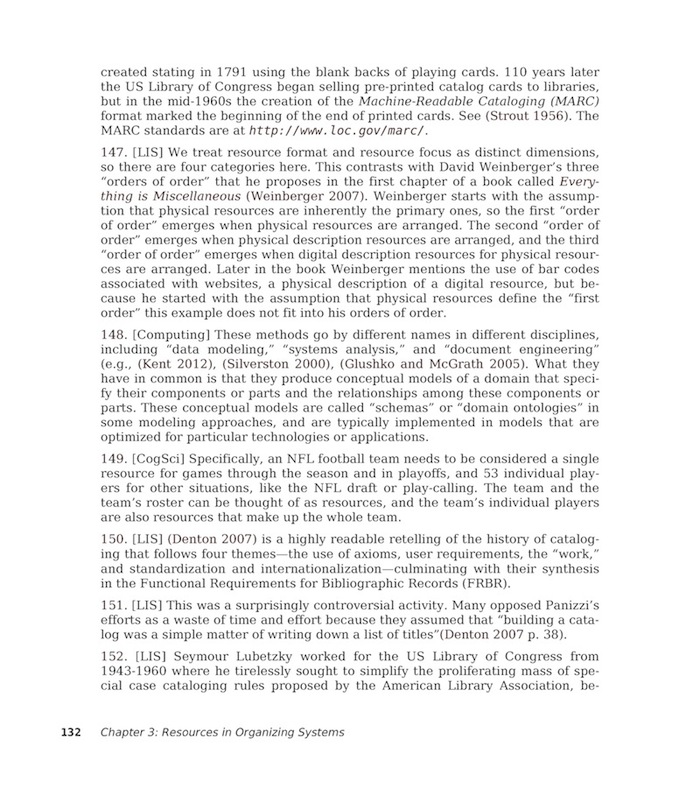 created stating in 1791 using the blank backs of playing cards. 110 years later
the US Library of Congress began selling pre-printed catalog cards to libraries,
but in the mid-1960s the creation of the Machine-Readable Cataloging (MARC)
format marked the beginning of the end of printed cards. See (Strout 1956). The
MARC standards are at http://www.loc.gov/marc/.
147. [LIS] We treat resource format and resource focus as distinct dimensions,
so there are four categories here. This contrasts with David Weinberger’s three
“orders of order” that he proposes in the first chapter of a book called Every-
thing is Miscellaneous (Weinberger 2007). Weinberger starts with the assump-
tion that physical resources are inherently the primary ones, so the first “order
of order” emerges when physical resources are arranged. The second “order of
order” emerges when physical description resources are arranged, and the third
“order of order” emerges when digital description resources for physical resour-
ces are arranged. Later in the book Weinberger mentions the use of bar codes
associated with websites, a physical description of a digital resource, but be-
cause he started with the assumption that physical resources define the “first
order” this example does not fit into his orders of order.
148. [Computing] These methods go by different names in different disciplines,
including “data modeling,” “systems analysis,” and “document engineering”
(e.g., (Kent 2012), (Silverston 2000), (Glushko and McGrath 2005). What they
have in common is that they produce conceptual models of a domain that speci-
fy their components or parts and the relationships among these components or
parts. These conceptual models are called “schemas” or “domain ontologies” in
some modeling approaches, and are typically implemented in models that are
optimized for particular technologies or applications.
149. [CogSci] Specifically, an NFL football team needs to be considered a single
resource for games through the season and in playoffs, and 53 individual play-
ers for other situations, like the NFL draft or play-calling. The team and the
team’s roster can be thought of as resources, and the team’s individual players
are also resources that make up the whole team.
150. [LIS] (Denton 2007) is a highly readable retelling of the history of catalog-
ing that follows four themes—the use of axioms, user requirements, the “work,”
and standardization and internationalization—culminating with their synthesis
in the Functional Requirements for Bibliographic Records (FRBR).
151. [LIS] This was a surprisingly controversial activity. Many opposed Panizzi’s
efforts as a waste of time and effort because they assumed that “building a cata-
log was a simple matter of writing down a list of titles”(Denton 2007 p. 38).
152. [LIS] Seymour Lubetzky worked for the US Library of Congress from
1943-1960 where he tirelessly sought to simplify the proliferating mass of spe-
cial case cataloging rules proposed by the American Library Association, be-
132 Chapter 3: Resources in Organizing Systems